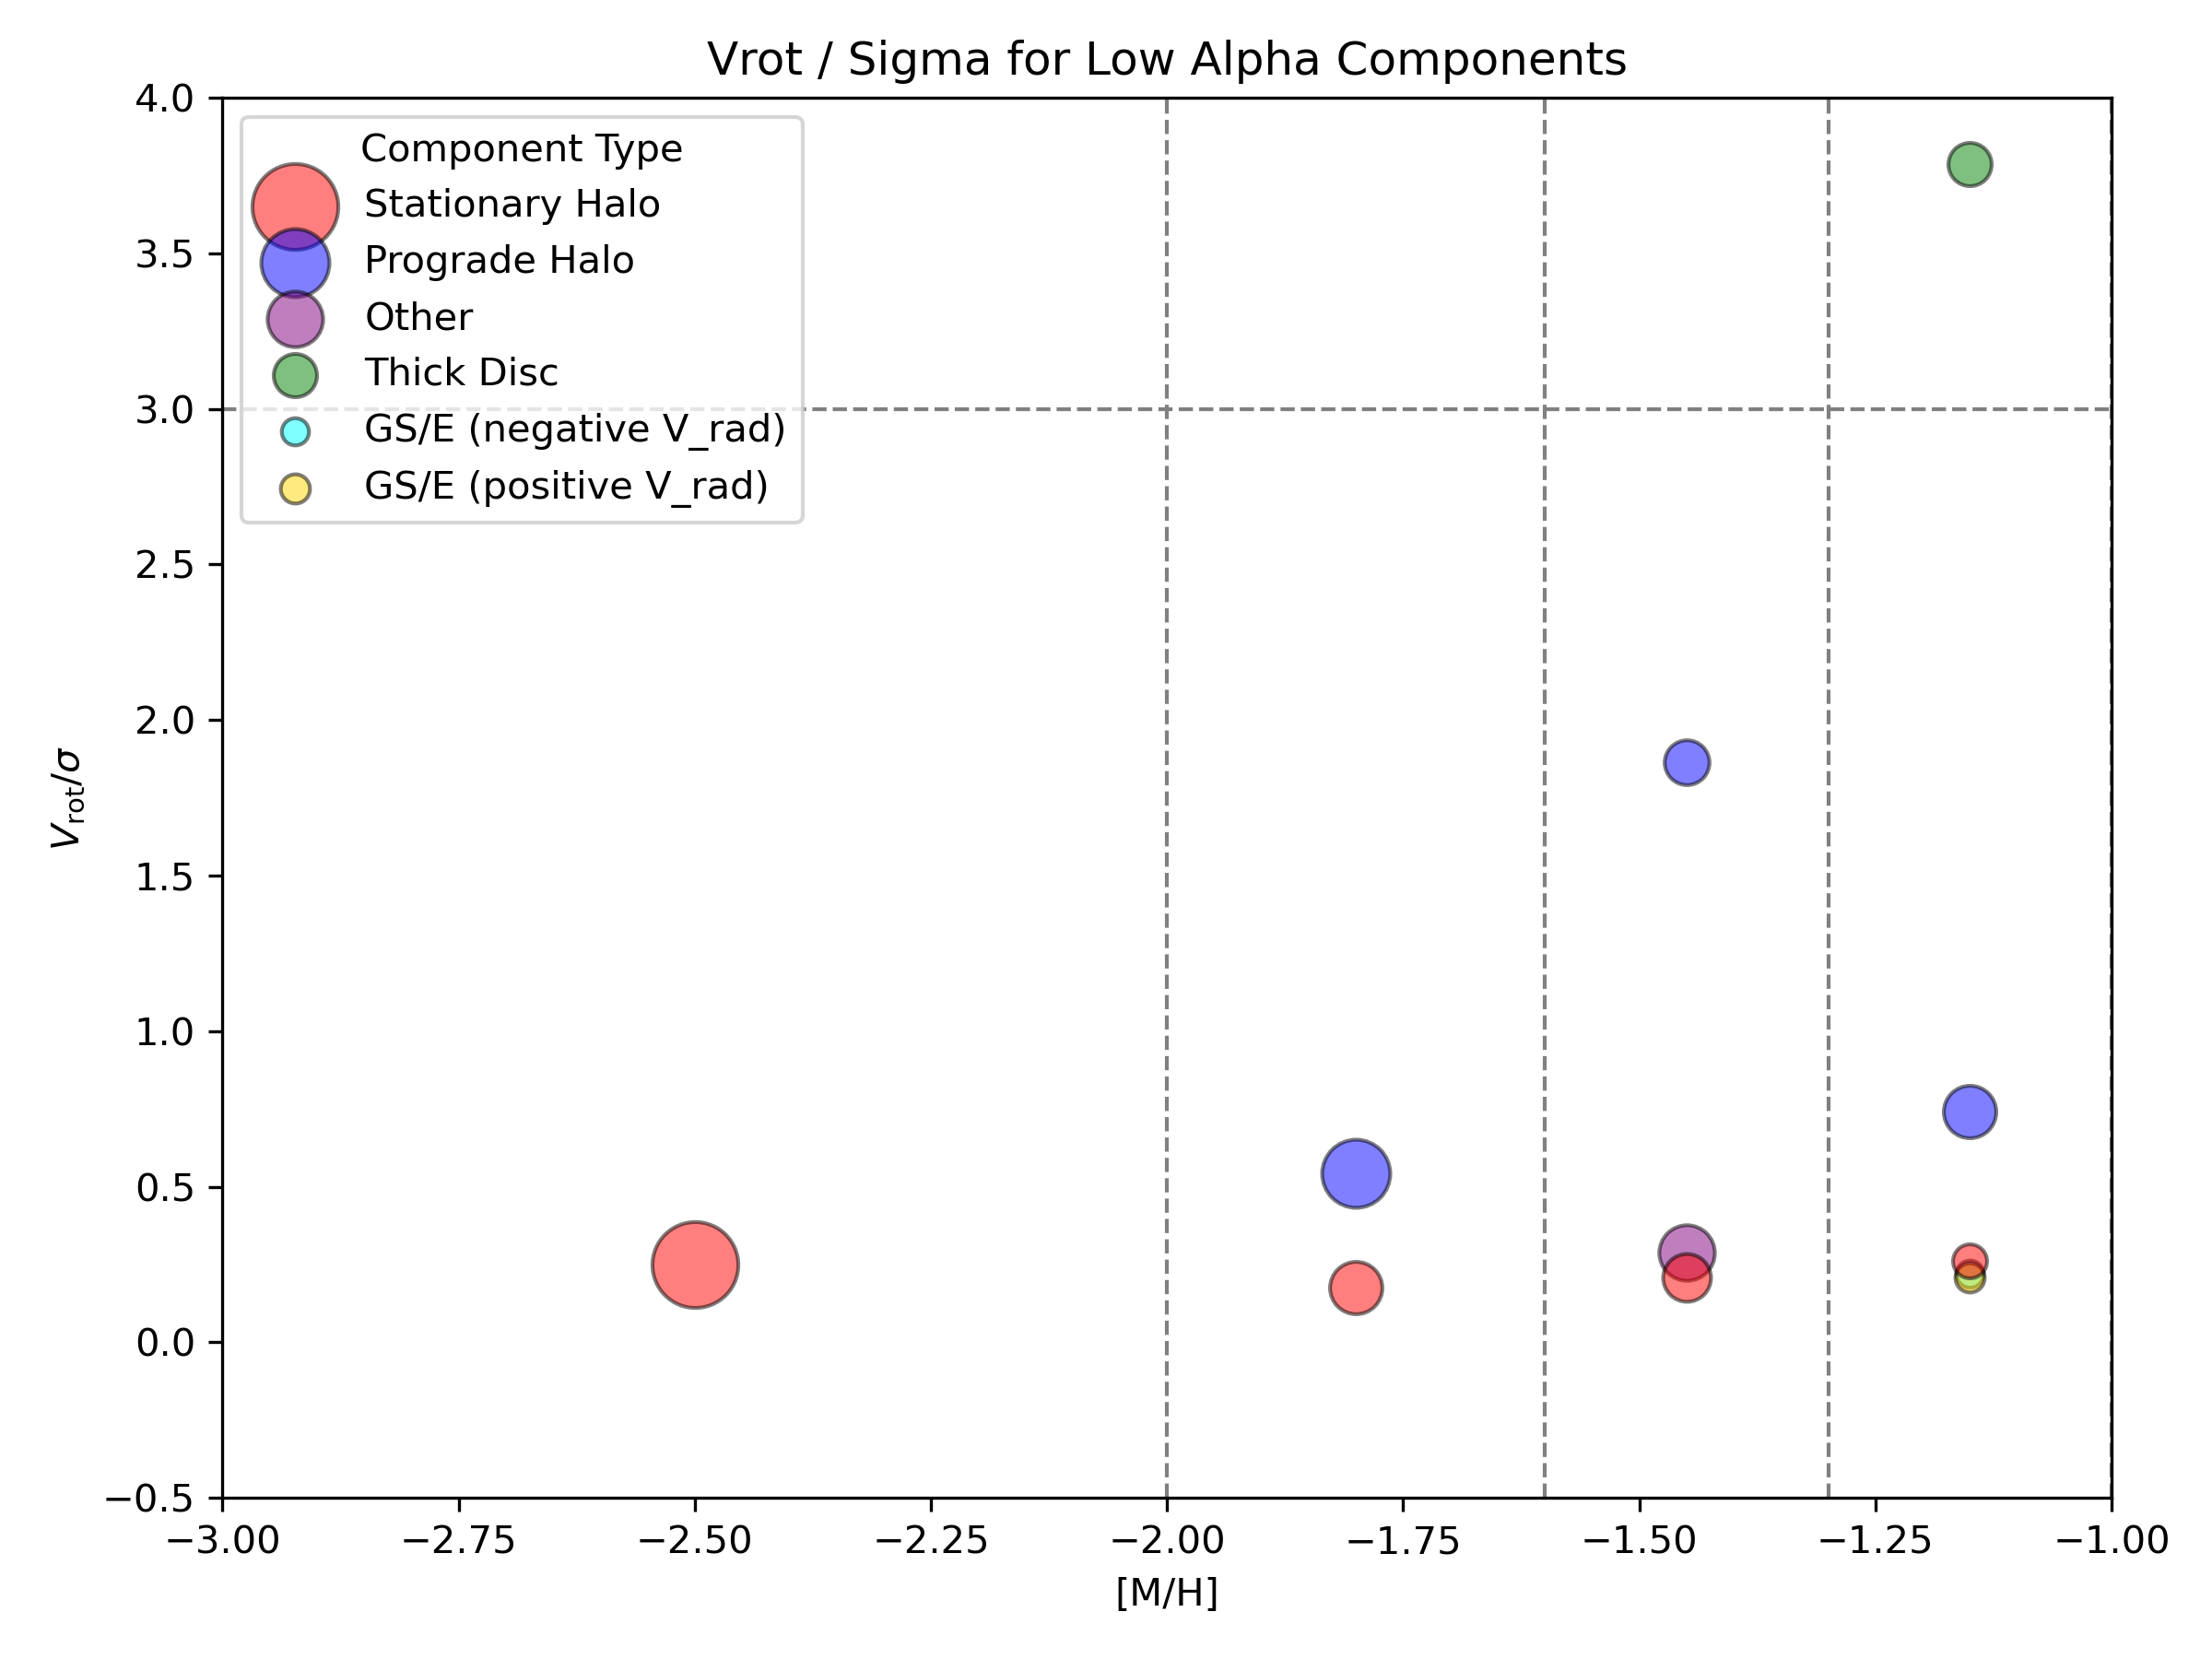 Vrot / Sigma for Low Alpha Components
4.0
3.5
3.0
2.5
2.0
1.5
1.0
0.5
0.0
−0.5
Component Type
Stationary Halo
Prograde Halo
Other
Thick Disc
GS/E (negative V_rad)
GS/E (positive V_rad)
V_rot/σ
−3.00
−2.75
−2.50
−2.25
−2.00
−1.75
−1.50
−1.25
−1.00
[M/H]